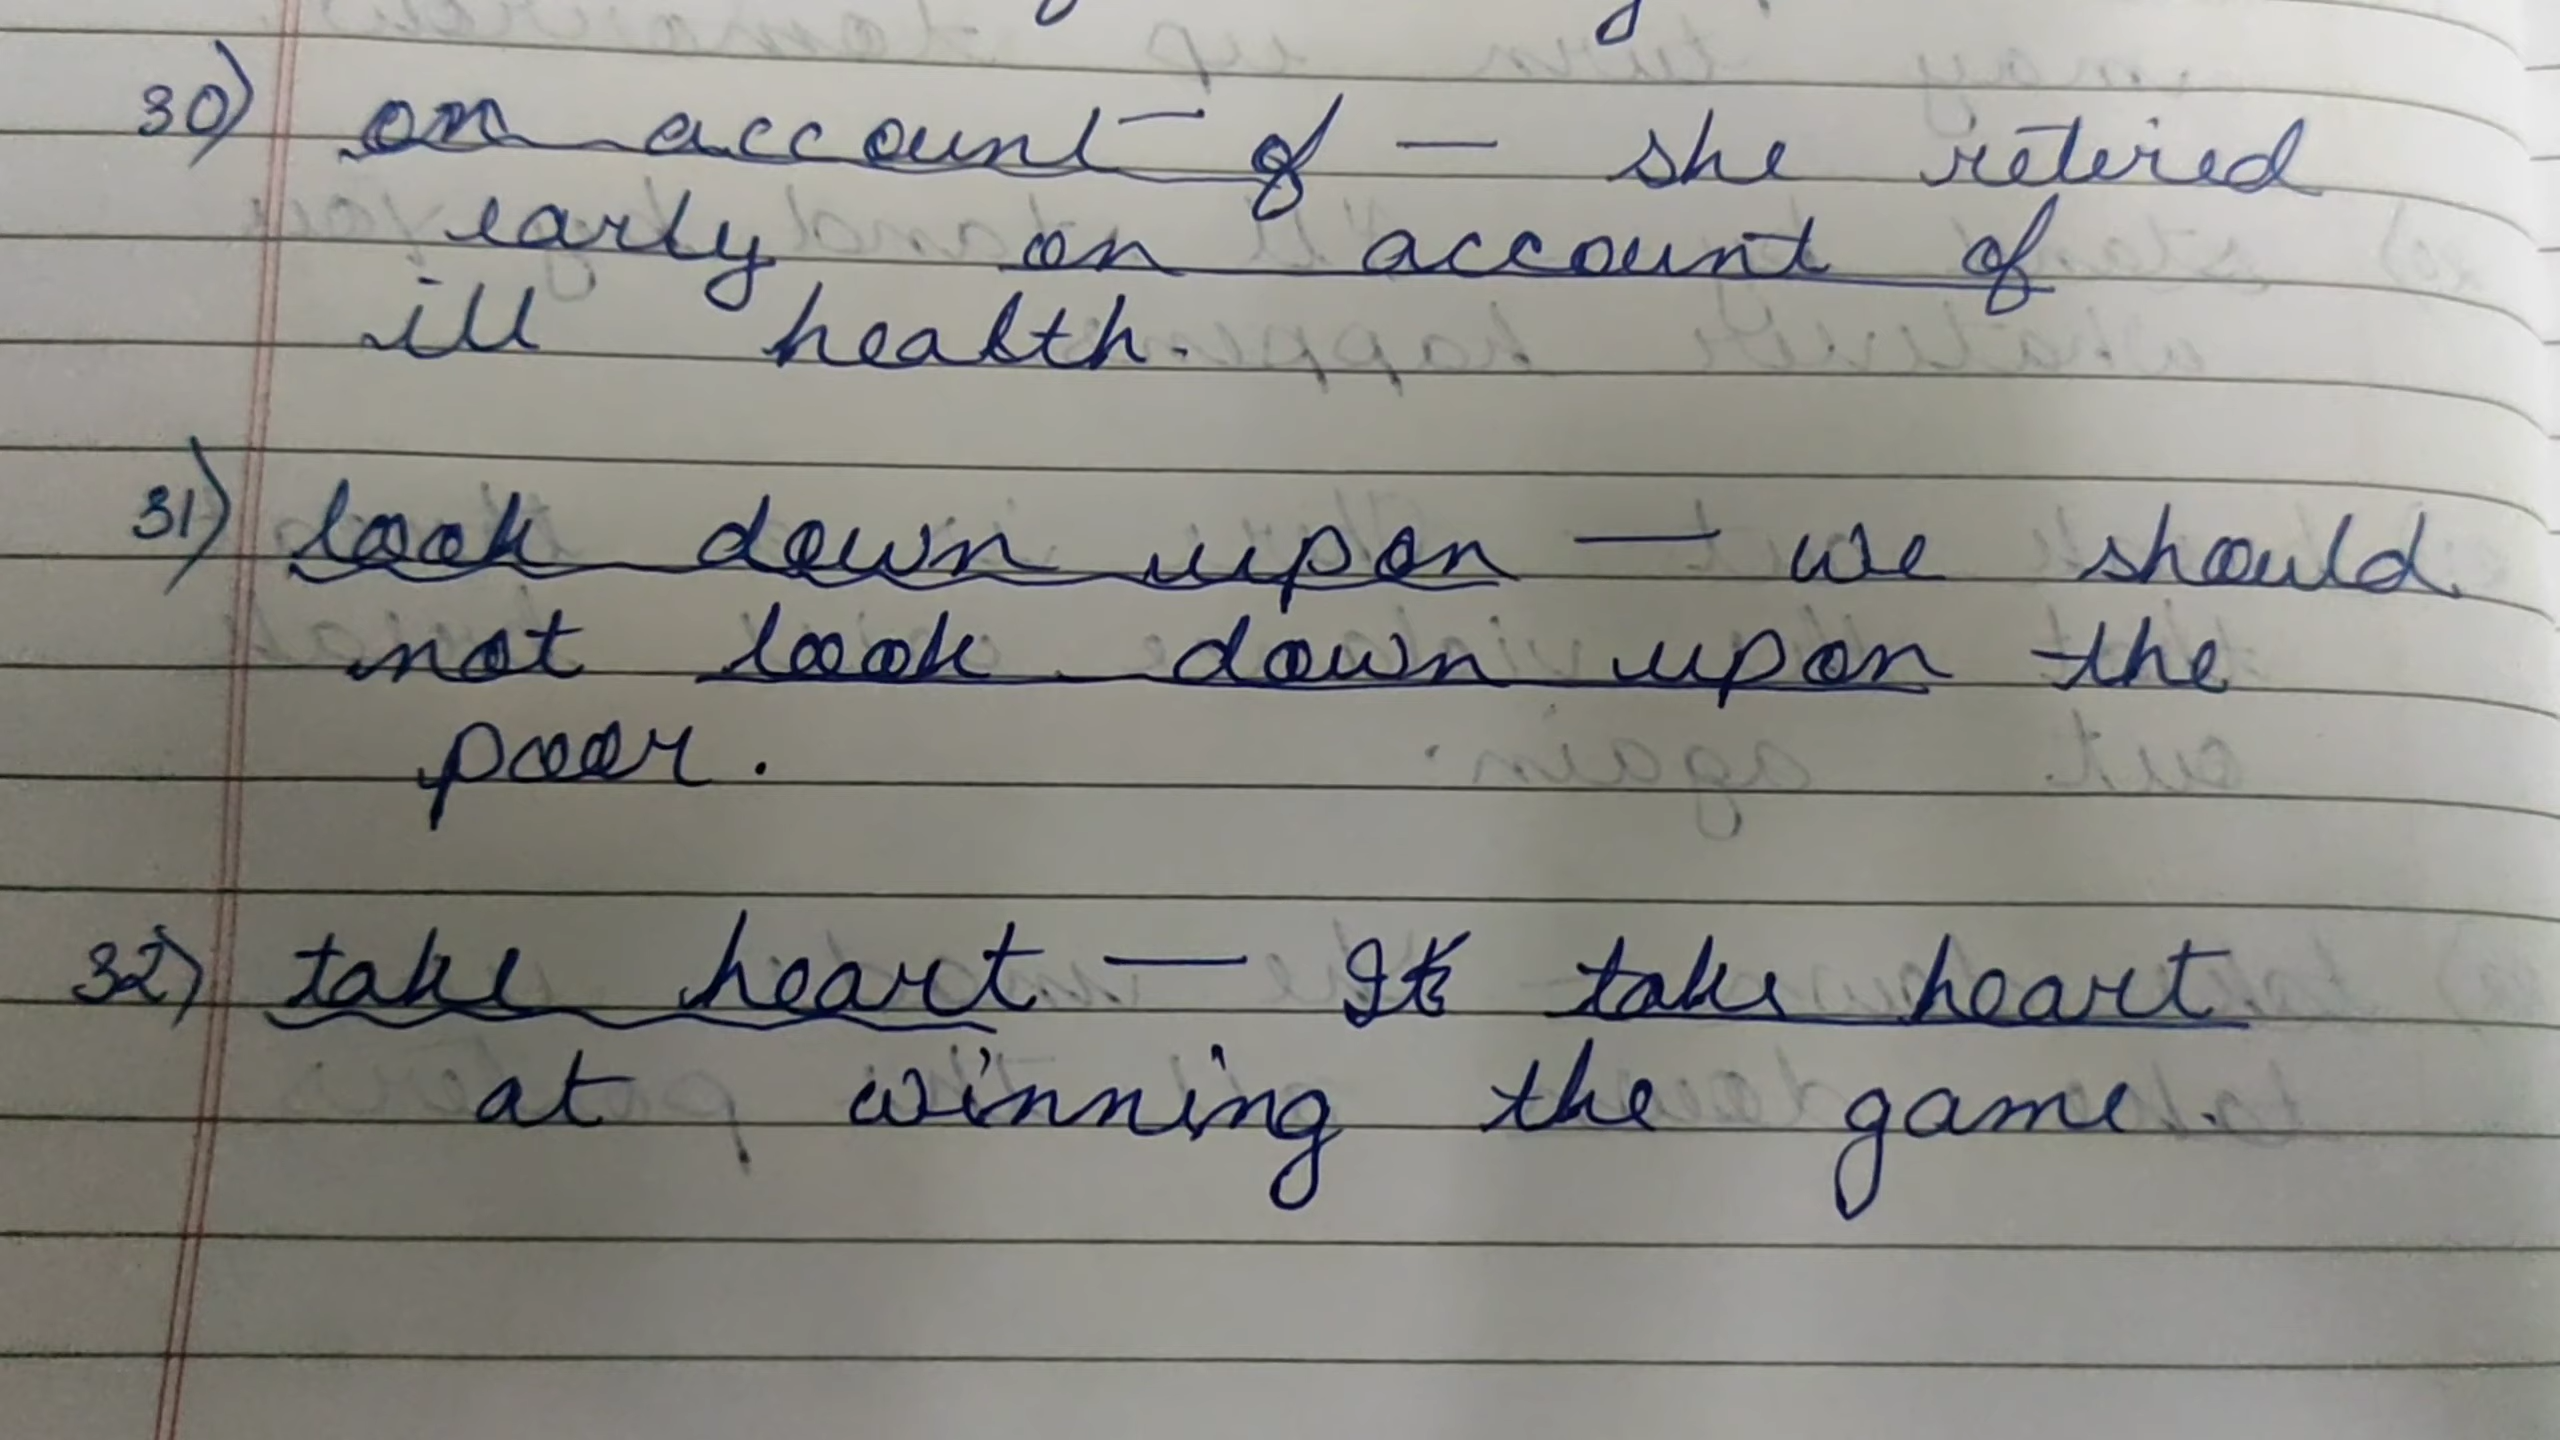 30) on account of — she retired
early on account of
ill health.
31) look down upon — we should
not look down upon the
poor.
32) take heart — It takes heart
at winning the game.